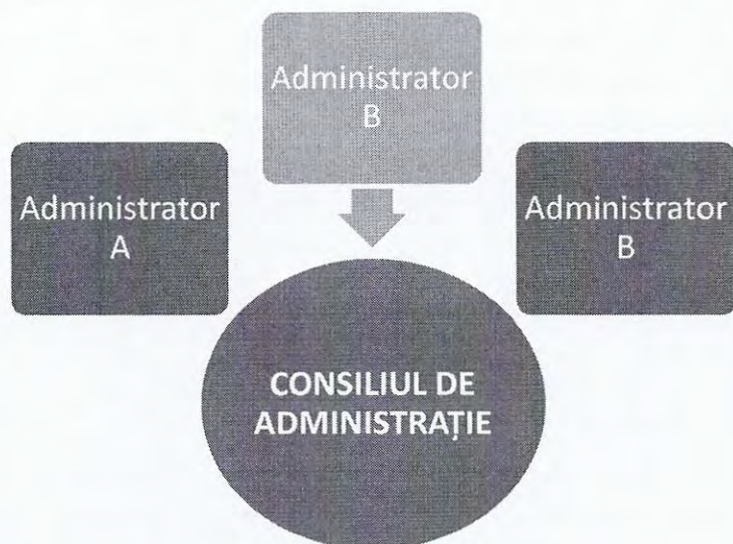 Administrator
B
Administrator
A
Administrator
B
CONSILIUL DE
ADMINISTRAȚIE